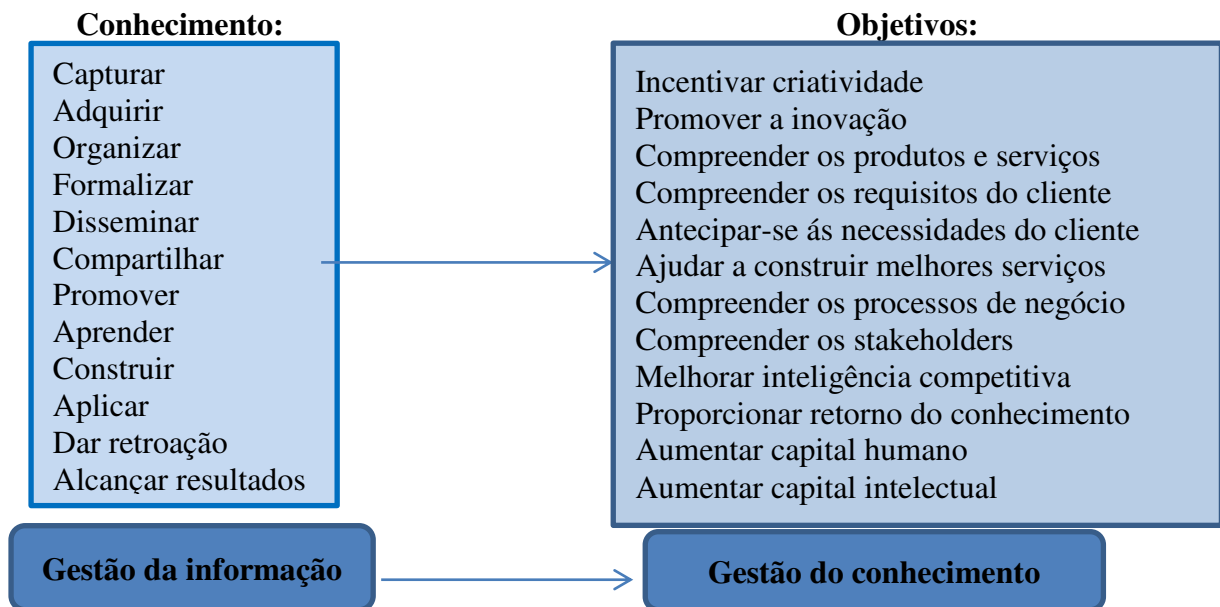 Conhecimento:
Capturar
Adquirir
Organizar
Formalizar
Disseminar
Compartilhar
Promover
Aprender
Construir
Aplicar
Dar retroação
Alcançar resultados
Gestão da informação
Objetivos:
Incentivar criatividade
Promover a inovação
Compreender os produtos e serviços
Compreender os requisitos do cliente
Antecipar-se ás necessidades do cliente
Ajudar a construir melhores serviços
Compreender os processos de negócio
Compreender os stakeholders
Melhorar inteligência competitiva
Proporcionar retorno do conhecimento
Aumentar capital humano
Aumentar capital intelectual
Gestão do conhecimento